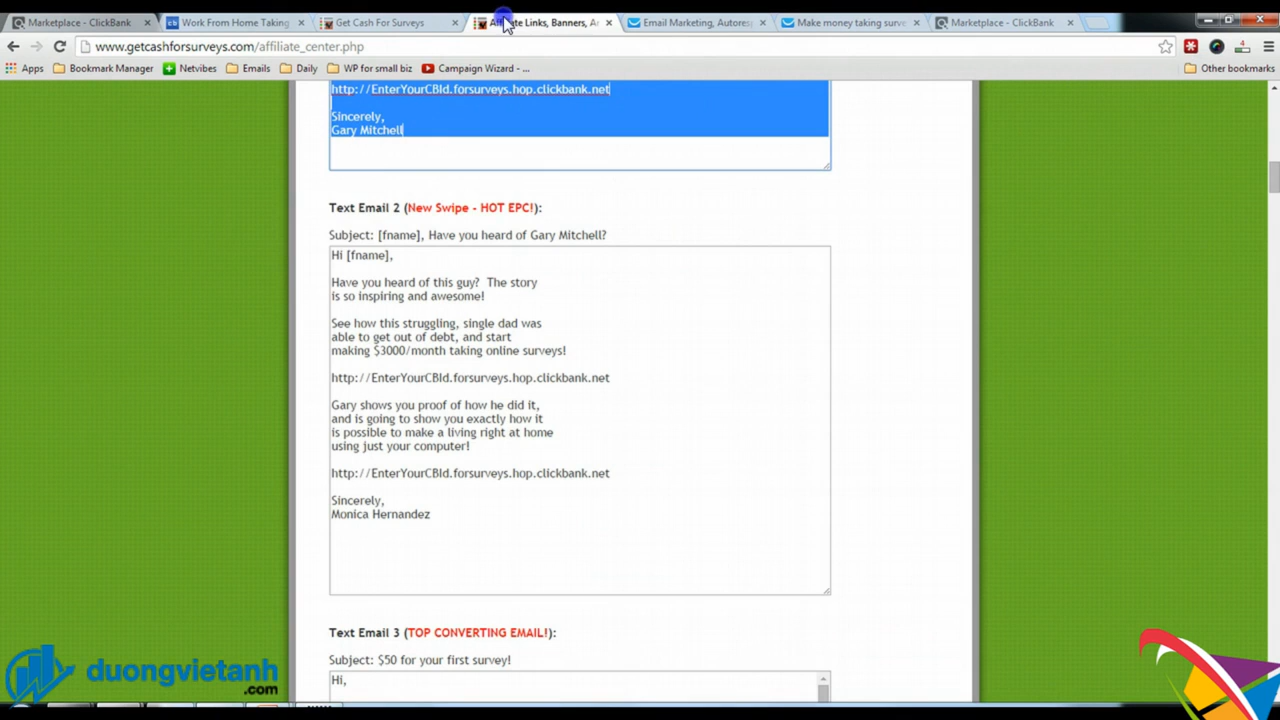 Marketplace - ClickBank
Work From Home Taking
Get Cash For Surveys
Affiliate Links, Banners, Ar
Email Marketing, Autores
Make money taking surve
Marketplace - ClickBank
www.getcashforsurveys.com/affiliate_center.php
4
Apps
Bookmark Manager
Netvibes
Emails
Daily
WP for small biz
Campaign Wizard - ...
Other bookmarks
http://EnterYourCBId.forsurveys.hop.clickbank.net
Sincerely,
Gary Mitchell
Text Email 2 (New Swipe - HOT EPC!):
Subject: [fname], Have you heard of Gary Mitchell?
Hi [fname],
Have you heard of this guy?  The story
is so inspiring and awesome!
See how this struggling, single dad was
able to get out of debt, and start
making $3000/month taking online surveys!
http://EnterYourCBId.forsurveys.hop.clickbank.net
Gary shows you proof of how he did it,
and is going to show you exactly how it
is possible to make a living right at home
using just your computer!
http://EnterYourCBId.forsurveys.hop.clickbank.net
Sincerely,
Monica Hernandez
Text Email 3 (TOP CONVERTING EMAIL!):
Subject: $50 for your first survey!
Hi,
duongvietanh
.com